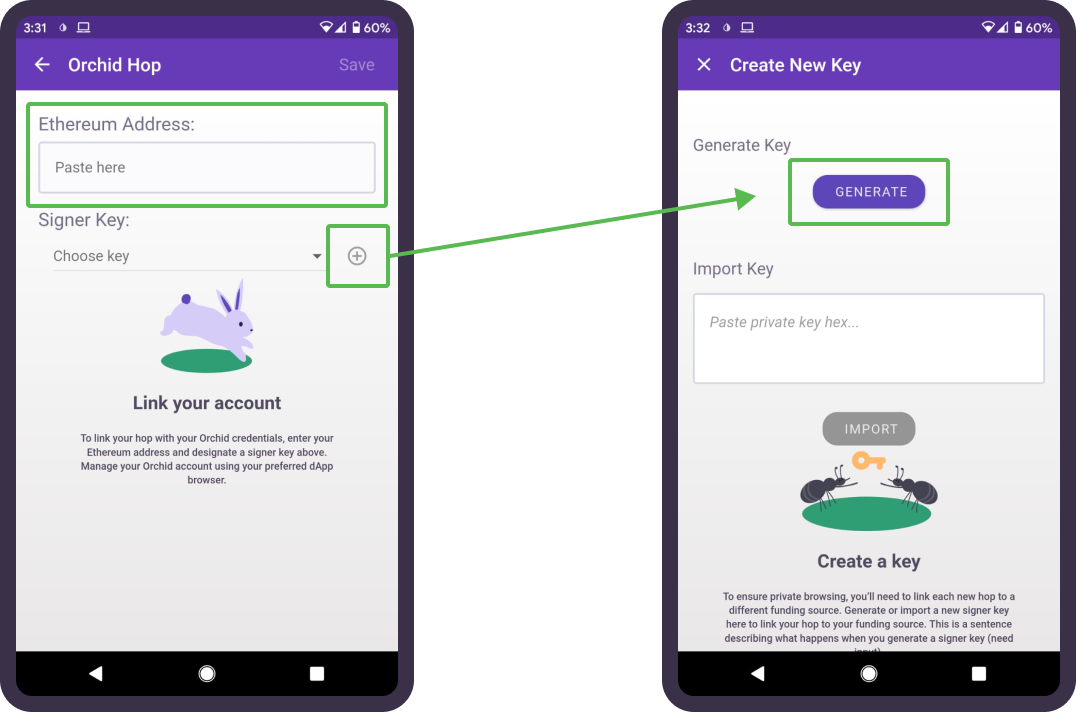 3:31
60%
Orchid Hop
Save
Ethereum Address:
Paste here
Signer Key:
Choose key
Link your account
To link your hop with your Orchid credentials, enter your
Ethereum address and designate a signer key above.
Manage your Orchid account using your preferred dApp
browser.
3:32
60%
Create New Key
Generate Key
GENERATE
Import Key
Paste private key hex...
IMPORT
Create a key
To ensure private browsing, you’ll need to link each new hop to a
different funding source. Generate or import a new signer key
here to link your hop to your funding source. This is a sentence
describing what happens when you generate a signer key (need